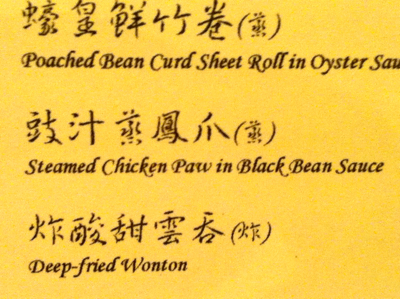 蠔皇鮮竹卷(蒸)
Poached Bean Curd Sheet Roll in Oyster Sau
豉汁蒸鳳爪(蒸)
Steamed Chicken Paw in Black Bean Sauce
炸酸甜雲吞(炸)
Deep-fried Wonton